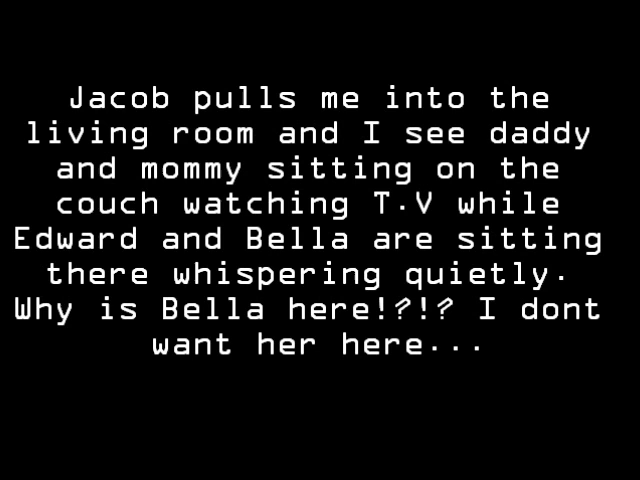 Jacob pulls me into the
living room and I see daddy
and mommy sitting on the
couch watching T.V while
Edward and Bella are sitting
there whispering quietly.
Why is Bella here!?!? I dont
want her here...